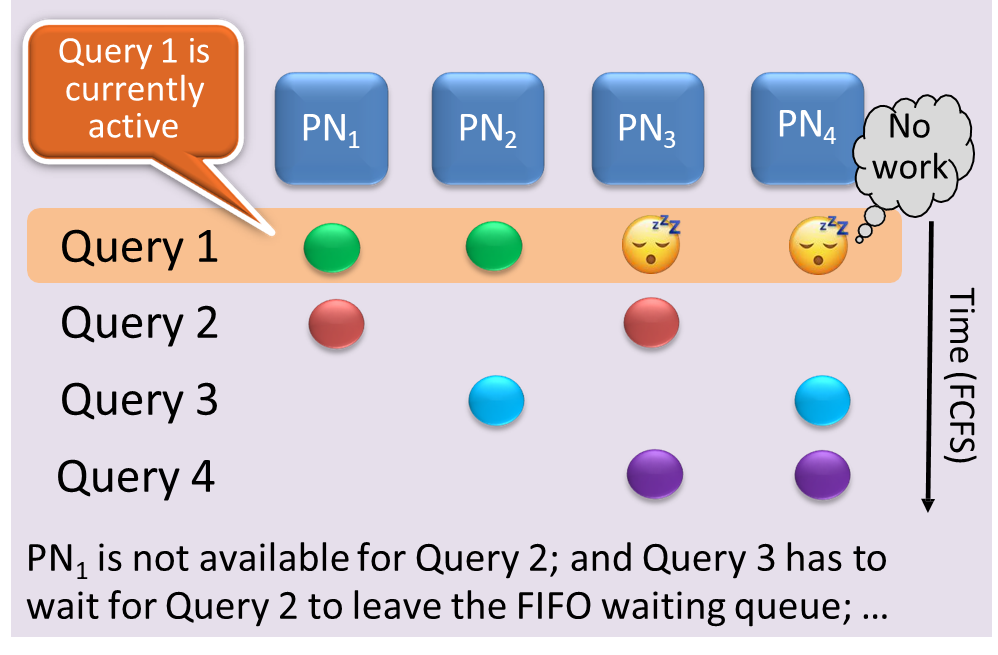 Query 1 is
currently
active
PN₁ PN₂ PN₃ PN₄
No
work
Query 1
zzZ zzZ
Query 2
Query 3
Query 4
Time (FCFS)
PN₁ is not available for Query 2; and Query 3 has to
wait for Query 2 to leave the FIFO waiting queue; …